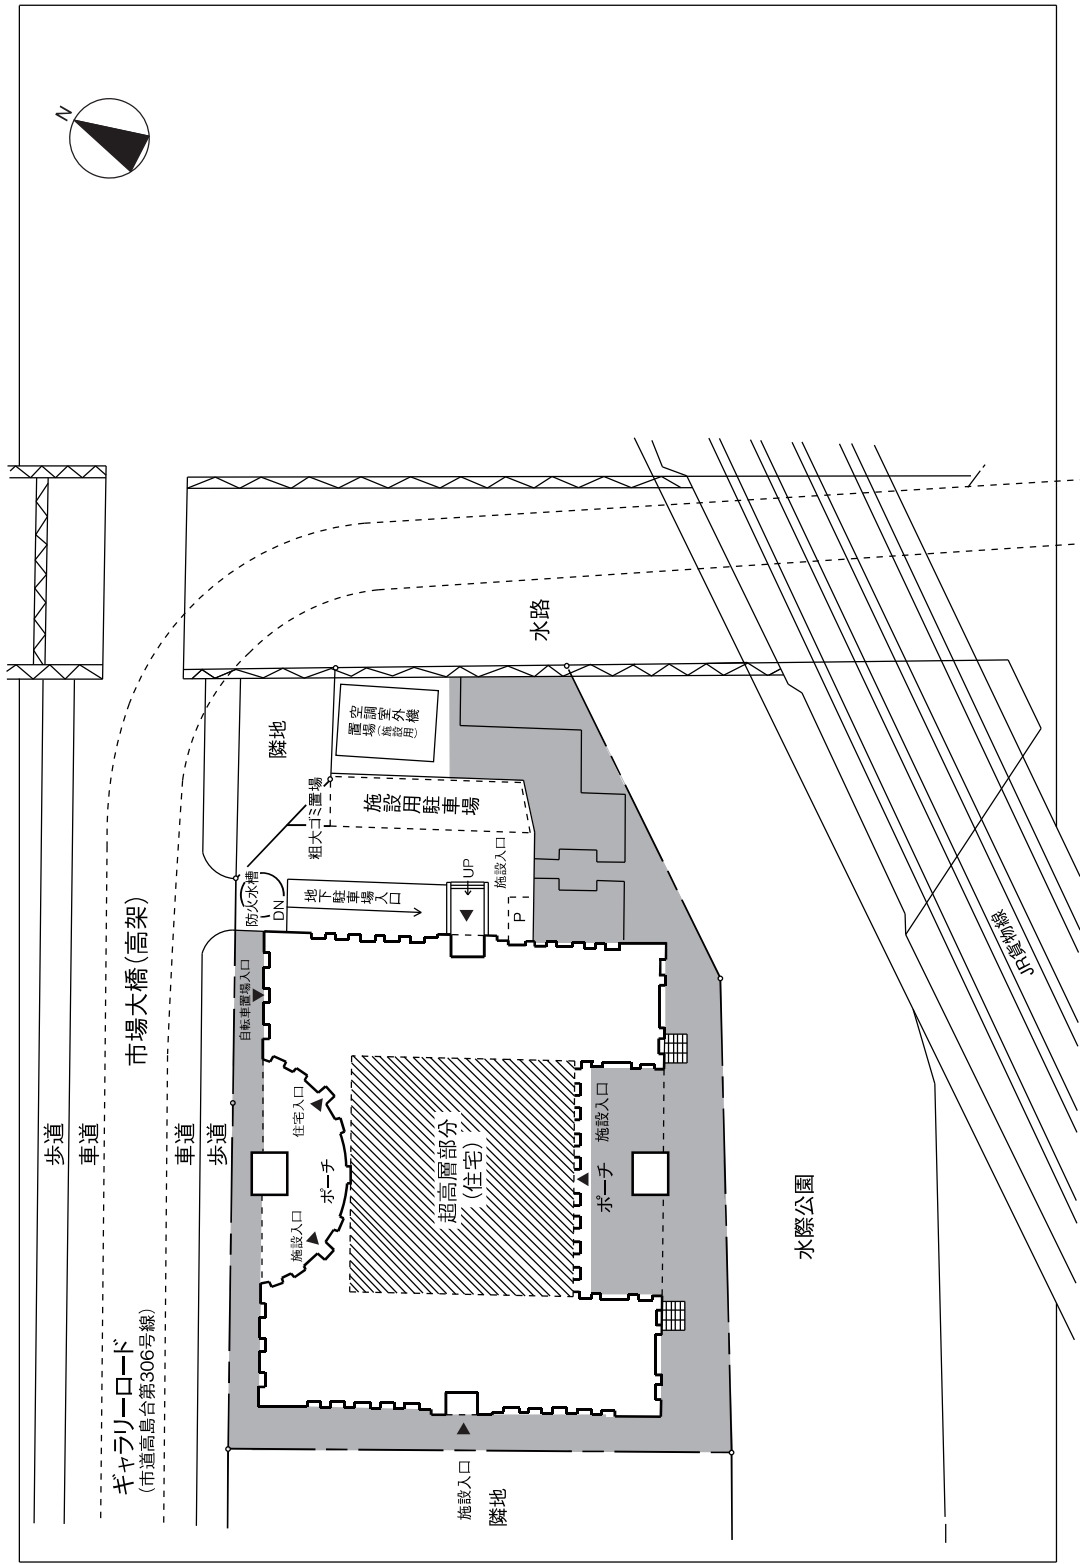 N
歩道
車道
ギャラリーロード
(市道高島台第306号線)
市場大橋(高架)
車道
歩道
自転車置場入口
防火水槽
DN
隣地
粗大ゴミ置場
空調室外機
置場(施設用)
施設用駐車場
地下駐車場入口
UP
施設入口
P
水路
住宅入口
ポーチ
施設入口
超高層部分
(住宅)
施設入口
ポーチ
施設入口
隣地
水際公園
JR貨物線